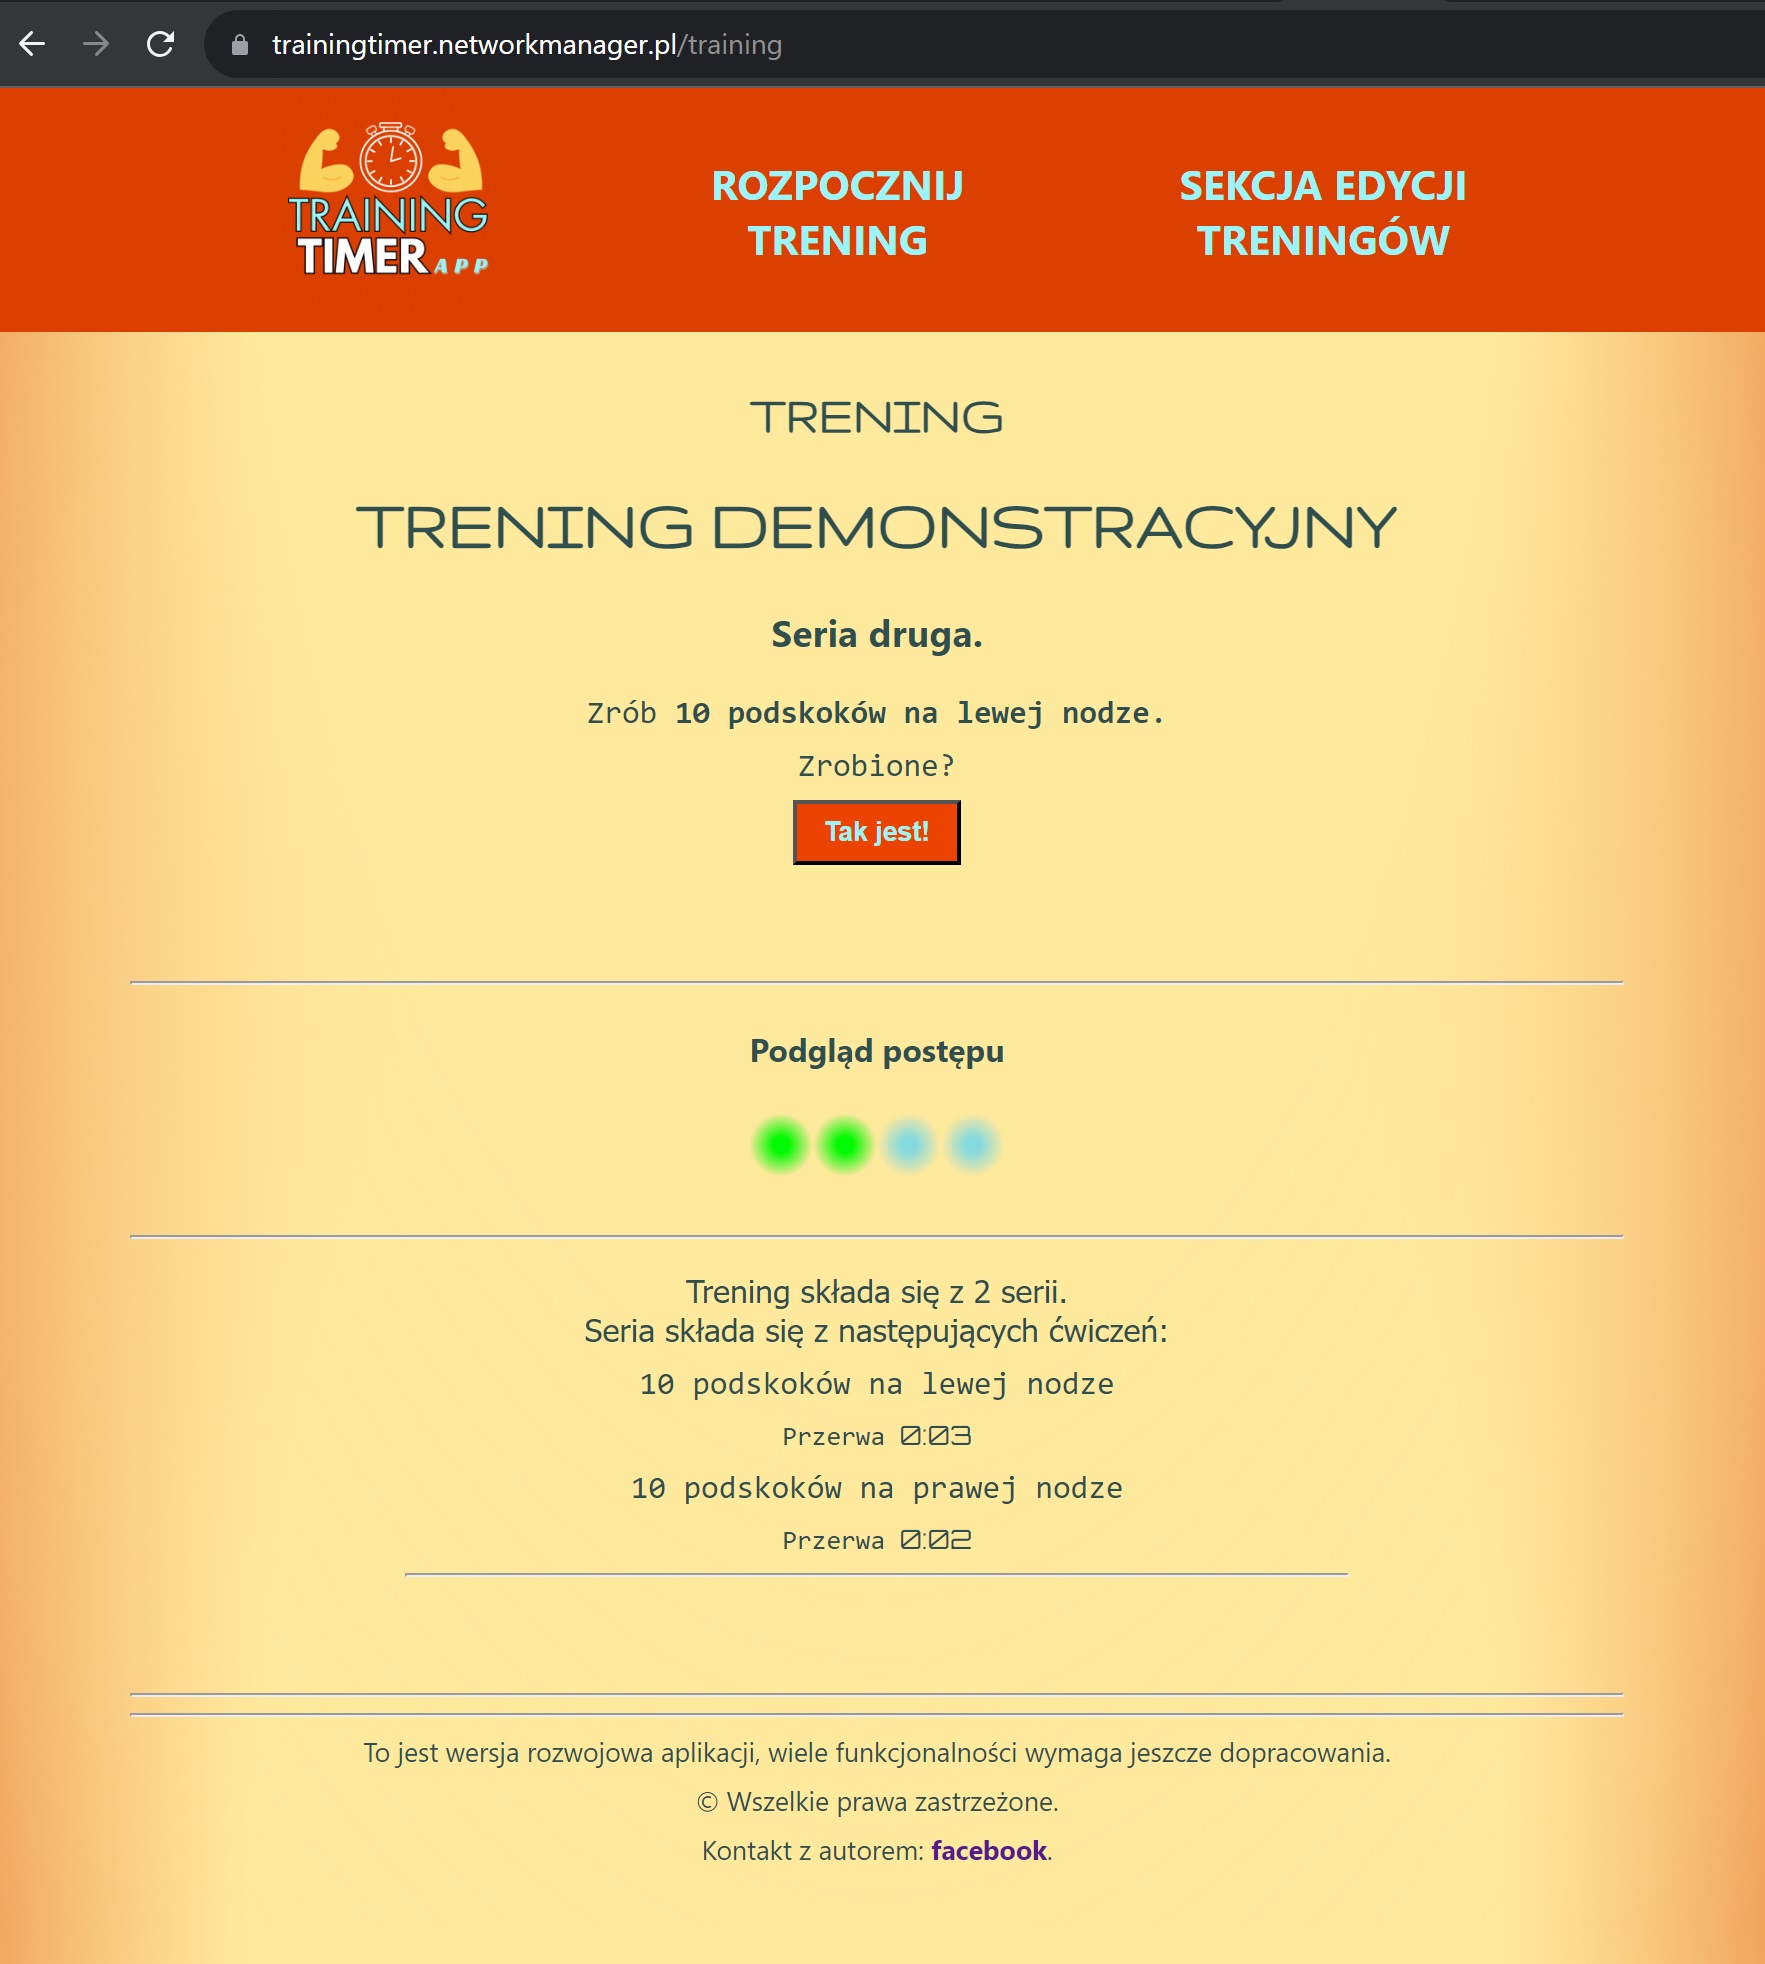 trainingtimer.networkmanager.pl/training
TRAINING
TIMER APP
ROZPOCZNIJ
TRENING
SEKCJA EDYCJI
TRENINGÓW
TRENING
TRENING DEMONSTRACYJNY
Seria druga.
Zrób 10 podskoków na lewej nodze.
Zrobione?
Tak jest!
Podgląd postępu
Trening składa się z 2 serii.
Seria składa się z następujących ćwiczeń:
10 podskoków na lewej nodze
Przerwa 0:03
10 podskoków na prawej nodze
Przerwa 0:02
To jest wersja rozwojowa aplikacji, wiele funkcjonalności wymaga jeszcze dopracowania.
© Wszelkie prawa zastrzeżone.
Kontakt z autorem: facebook.